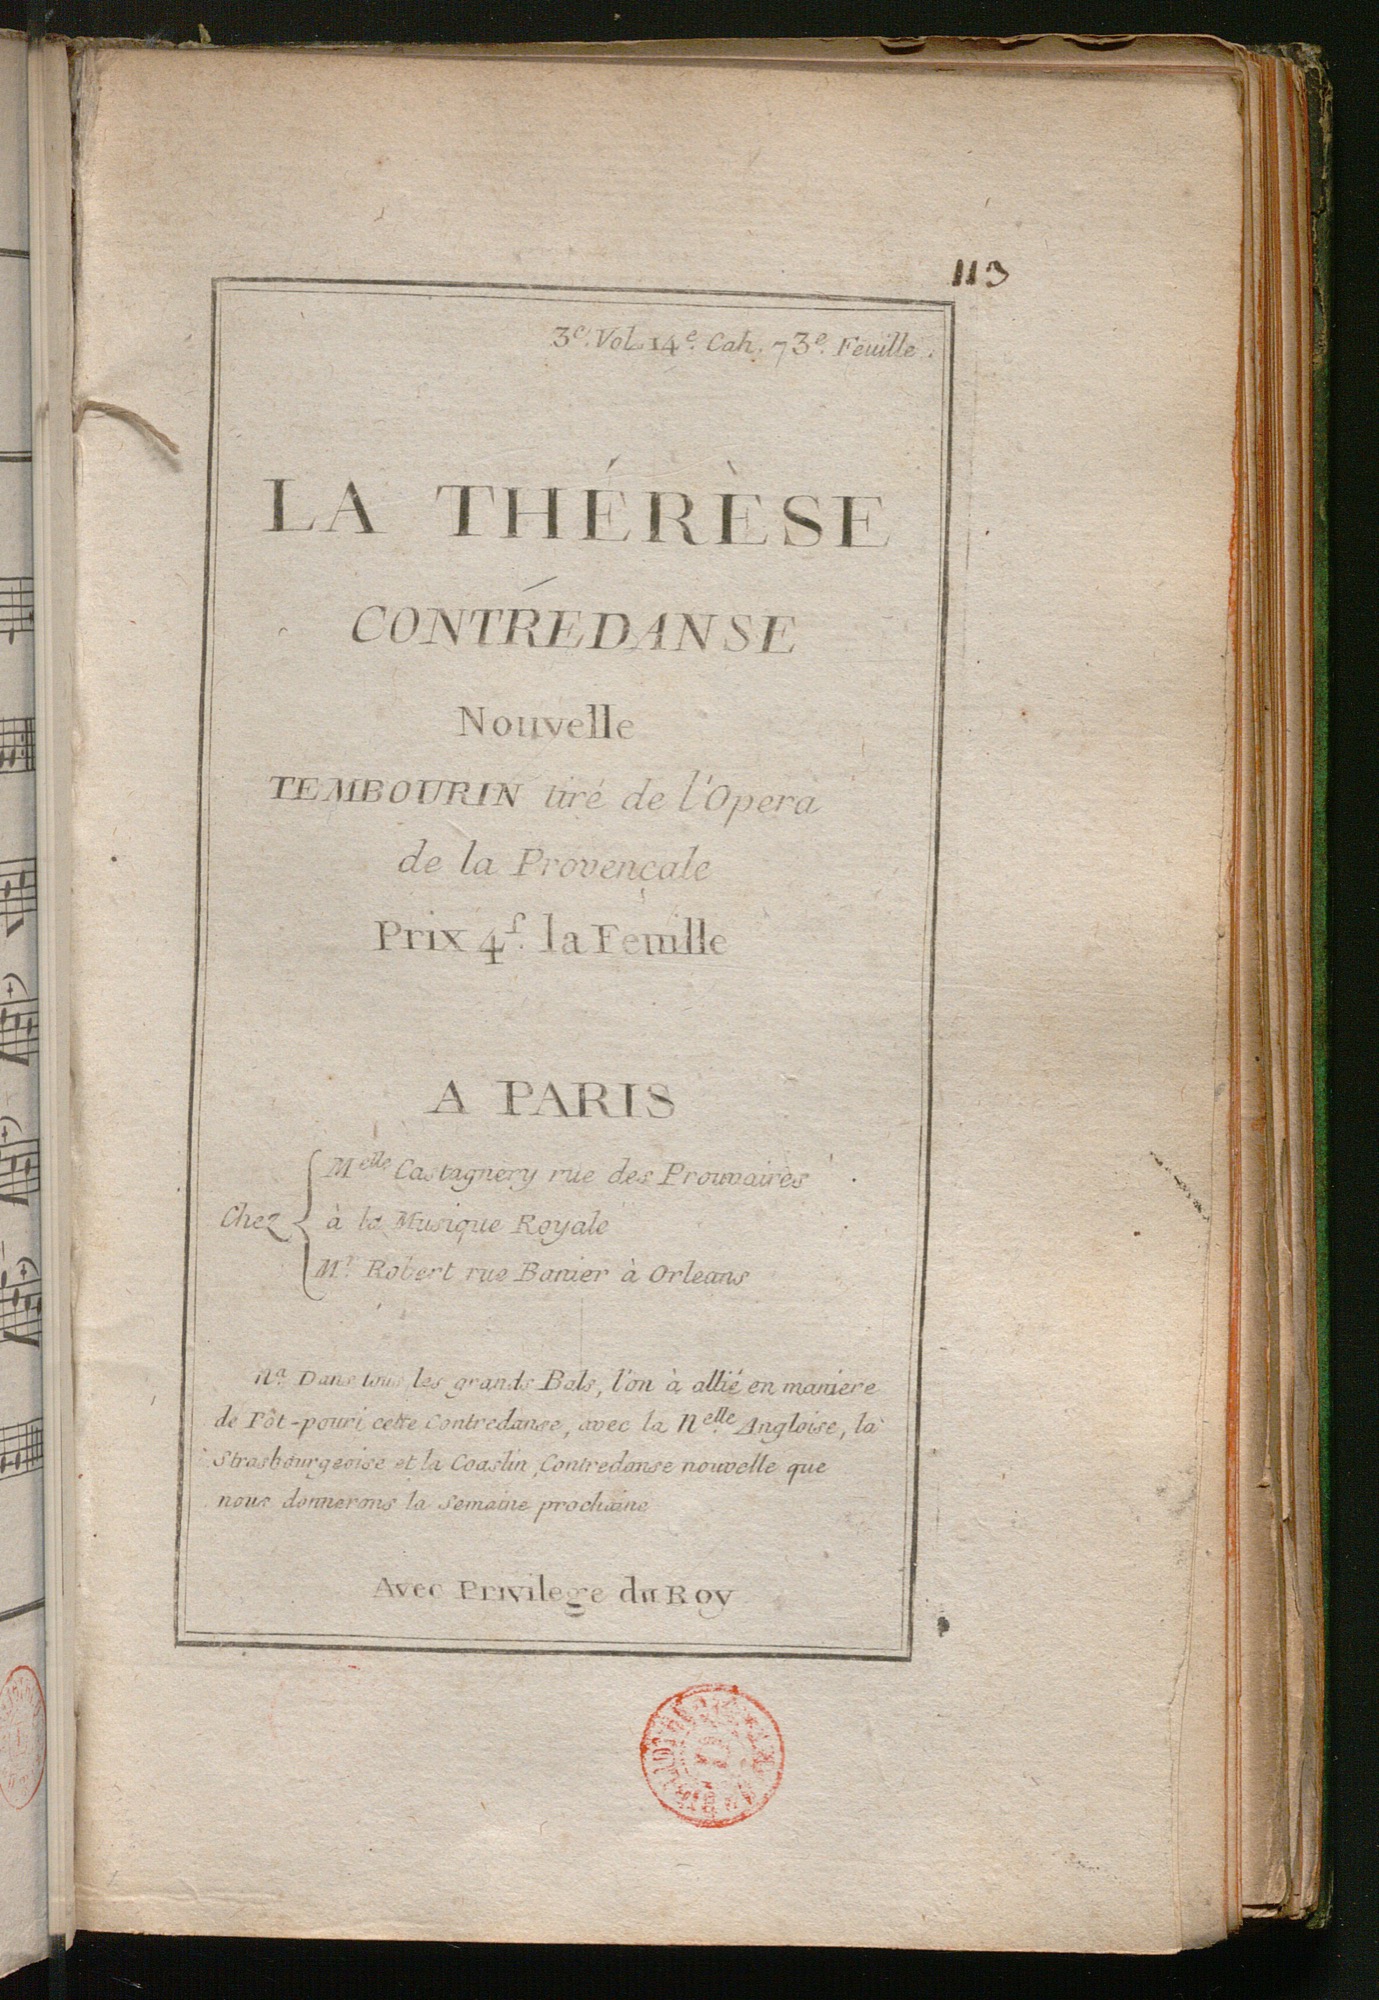 113
3e. Vol. 14e. Cah. 73e. Feuille.
LA THÉRÈSE
CONTREDANSE
Nouvelle
TEMBOURIN tiré de l'Opera
de la Provençale
Prix 4f. la Feuille
A PARIS
Melle Castagnery rue des Prouvaires
Chez à la Musique Royale
Mr. Robert rue Banier à Orleans
Na. Dans tous les grands Bals, l'on à allié en maniere
de Pôt-pouri cette Contredanse, avec la Nelle. Angloise, la
Strasbourgeoise et la Coaslin, Contredanse nouvelle que
nous donnerons la Semaine prochaine
Avec Privilege du Roy